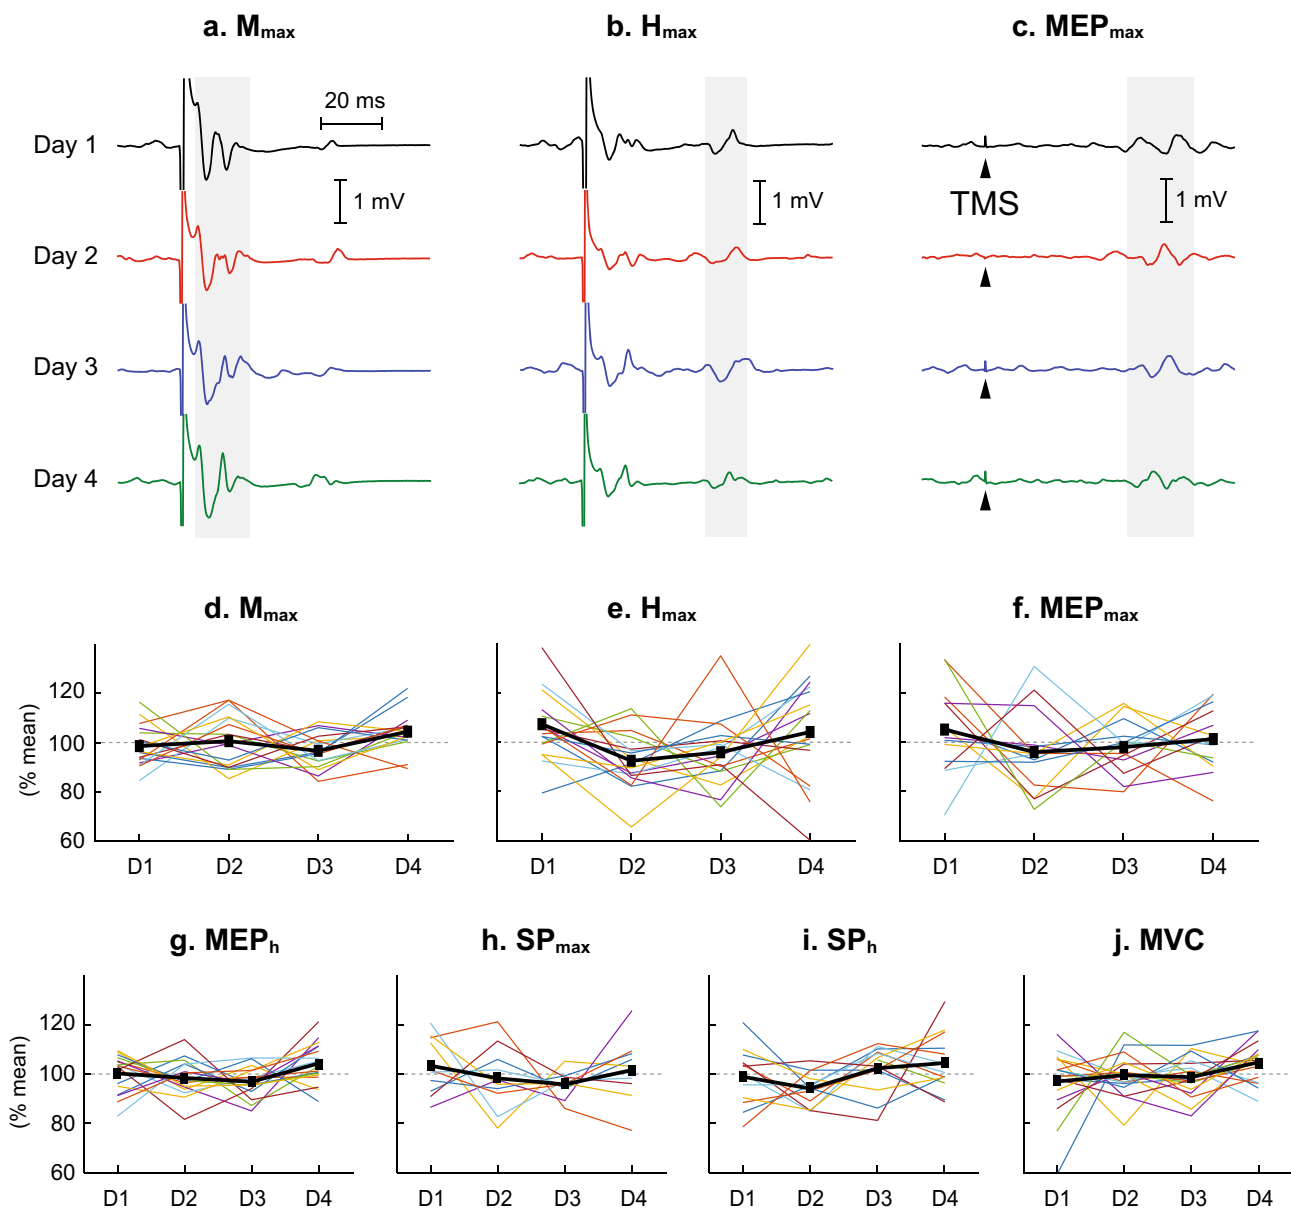 a. Mmax
b. Hmax
c. MEPmax
20 ms
Day 1
1 mV
1 mV
TMS
1 mV
Day 2
Day 3
Day 4
d. Mmax
e. Hmax
f. MEPmax
(% mean)
120
100
80
60
D1 D2 D3 D4
D1 D2 D3 D4
D1 D2 D3 D4
g. MEPh
h. SPmax
i. SPh
j. MVC
(% mean)
120
100
80
60
D1 D2 D3 D4
D1 D2 D3 D4
D1 D2 D3 D4
D1 D2 D3 D4